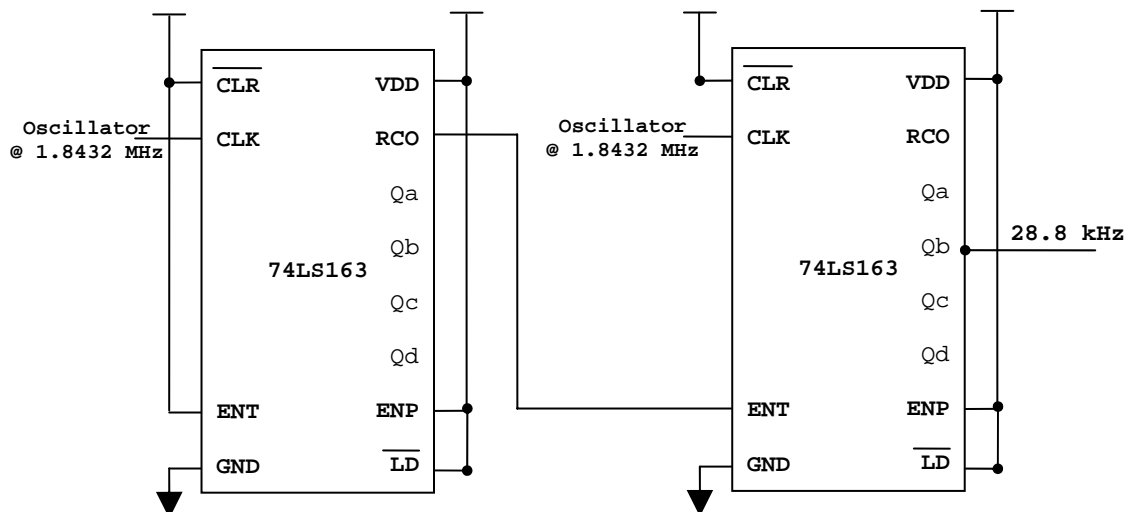 CLR
VDD
Oscillator
@ 1.8432 MHz
CLK
RCO
Qa
Qb
74LS163
Qc
Qd
ENT
ENP
GND
LD
CLR
VDD
Oscillator
@ 1.8432 MHz
CLK
RCO
Qa
Qb
28.8 kHz
74LS163
Qc
Qd
ENT
ENP
GND
LD